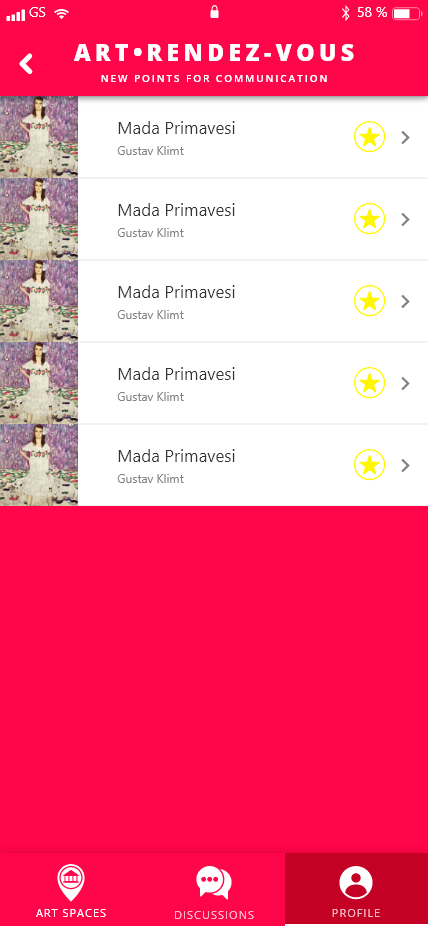 GS
58 %
ART•RENDEZ-VOUS
NEW POINTS FOR COMMUNICATION
Mada Primavesi
Gustav Klimt
Mada Primavesi
Gustav Klimt
Mada Primavesi
Gustav Klimt
Mada Primavesi
Gustav Klimt
Mada Primavesi
Gustav Klimt
ART SPACES
DISCUSSIONS
PROFILE